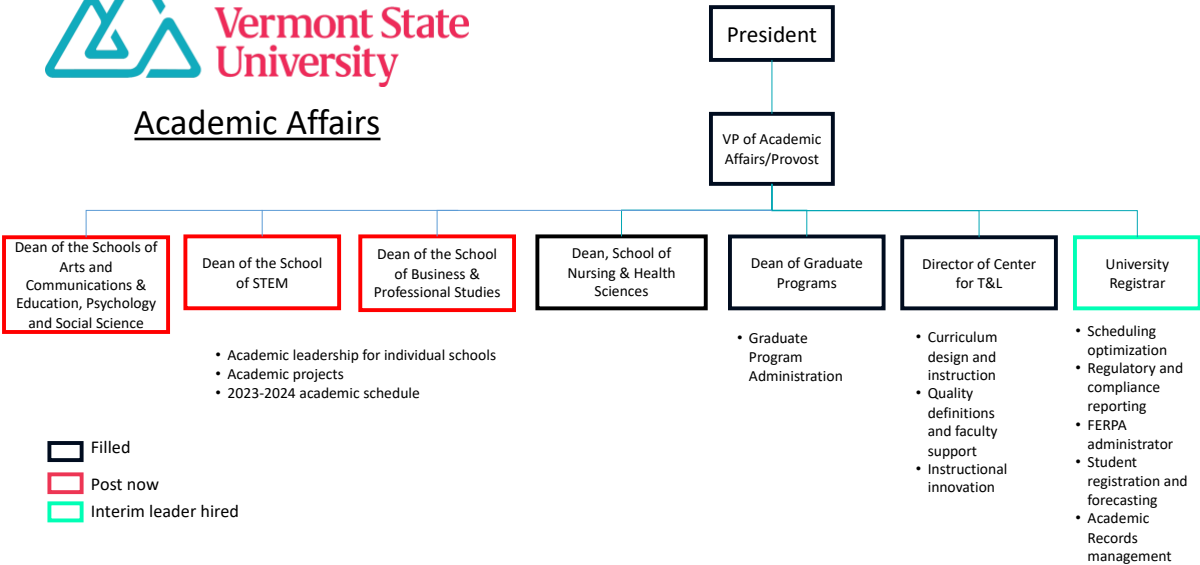 Vermont State
University
Academic Affairs
President
VP of Academic
Affairs/Provost
Dean of the Schools of
Arts and
Communications &
Education, Psychology
and Social Science
Dean of the School
of STEM
Dean of the School
of Business &
Professional Studies
Dean, School of
Nursing & Health
Sciences
Dean of Graduate
Programs
Director of Center
for T&L
University
Registrar
• Academic leadership for individual schools
• Academic projects
• 2023-2024 academic schedule
• Graduate
Program
Administration
• Curriculum
design and
instruction
• Quality
definitions
and faculty
support
• Instructional
innovation
• Scheduling
optimization
• Regulatory and
compliance
reporting
• FERPA
administrator
• Student
registration and
forecasting
• Academic
Records
management
Filled
Post now
Interim leader hired